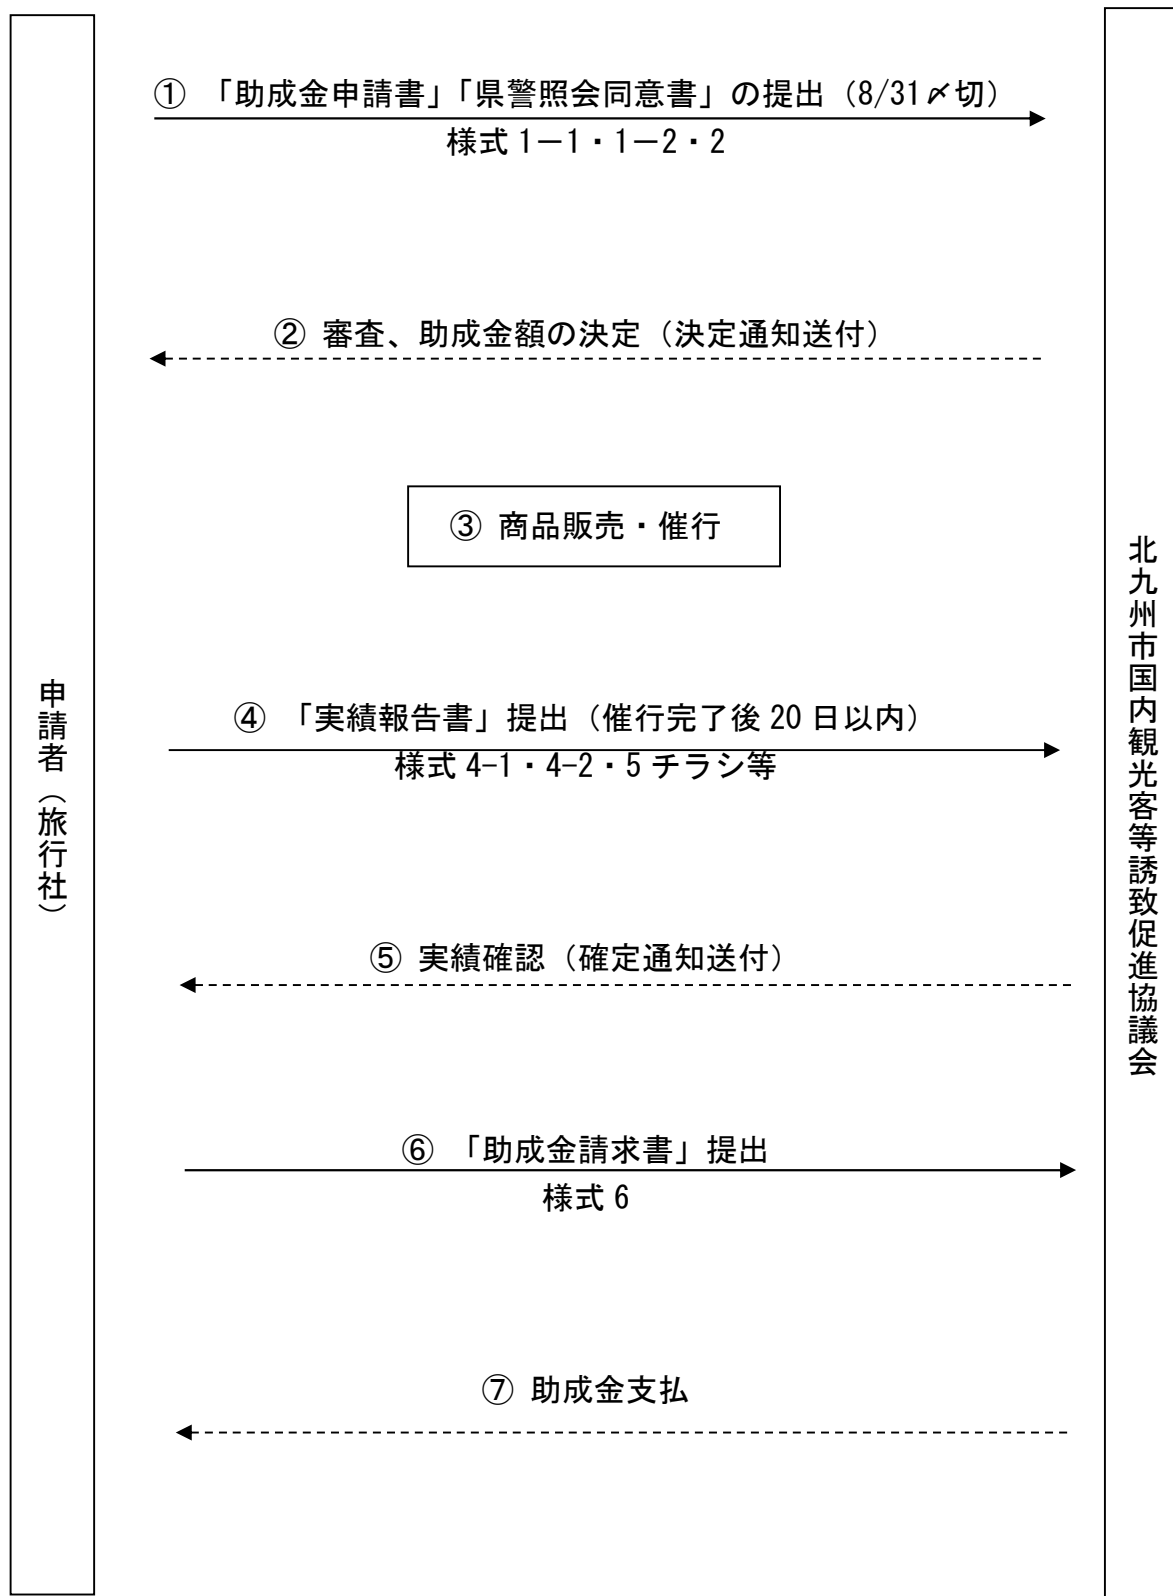 ① 「助成金申請書」「県警照会同意書」の提出（8/31〆切）
様式 1－1・1－2・2
② 審査、助成金額の決定（決定通知送付）
③ 商品販売・催行
④ 「実績報告書」提出（催行完了後 20 日以内）
様式 4-1・4-2・5 チラシ等
⑤ 実績確認（確定通知送付）
⑥ 「助成金請求書」提出
様式 6
⑦ 助成金支払
申請者（旅行社）
北九州市国内観光客等誘致促進協議会